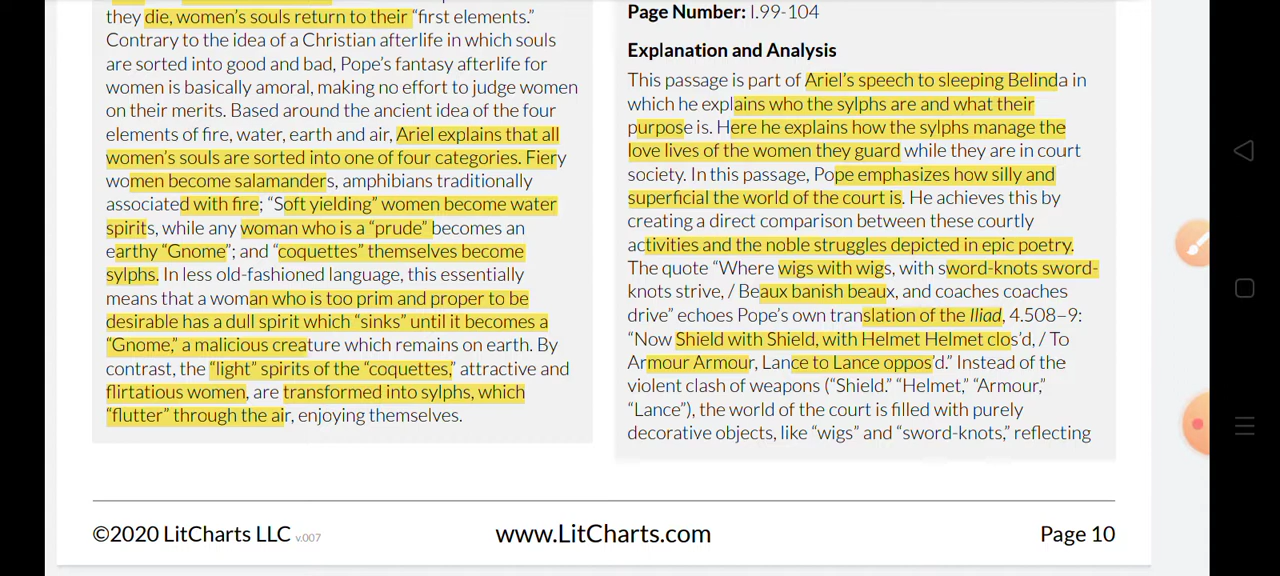 they die, women’s souls return to their “first elements.”
Contrary to the idea of a Christian afterlife in which souls
are sorted into good and bad, Pope’s fantasy afterlife for
women is basically amoral, making no effort to judge women
on their merits. Based around the ancient idea of the four
elements of fire, water, earth and air, Ariel explains that all
women’s souls are sorted into one of four categories. Fiery
women become salamanders, amphibians traditionally
associated with fire; “Soft yielding” women become water
spirits, while any woman who is a “prude” becomes an
earthy “Gnome”; and “coquettes” themselves become
sylphs. In less old-fashioned language, this essentially
means that a woman who is too prim and proper to be
desirable has a dull spirit which “sinks” until it becomes a
“Gnome,” a malicious creature which remains on earth. By
contrast, the “light” spirits of the “coquettes,” attractive and
flirtatious women, are transformed into sylphs, which
“flutter” through the air, enjoying themselves.
Page Number: I.99-104
Explanation and Analysis
This passage is part of Ariel’s speech to sleeping Belinda in
which he explains who the sylphs are and what their
purpose is. Here he explains how the sylphs manage the
love lives of the women they guard while they are in court
society. In this passage, Pope emphasizes how silly and
superficial the world of the court is. He achieves this by
creating a direct comparison between these courtly
activities and the noble struggles depicted in epic poetry.
The quote “Where wigs with wigs, with sword-knots sword-
knots strive, / Beaux banish beaux, and coaches coaches
drive” echoes Pope’s own translation of the Iliad, 4.508–9:
“Now Shield with Shield, with Helmet Helmet clos’d, / To
Armour Armour, Lance to Lance oppos’d.” Instead of the
violent clash of weapons (“Shield.” “Helmet,” “Armour,”
“Lance”), the world of the court is filled with purely
decorative objects, like “wigs” and “sword-knots,” reflecting
©2020 LitCharts LLC v.007
www.LitCharts.com
Page 10